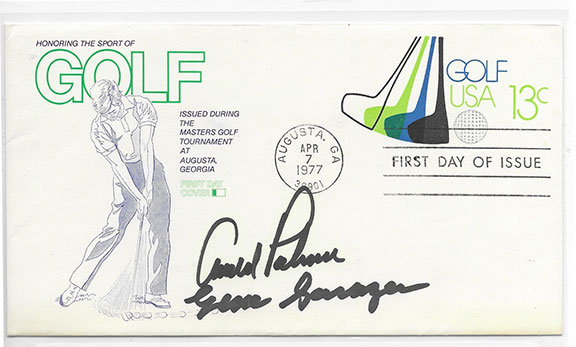 HONORING THE SPORT OF
GOLF
ISSUED DURING
THE
MASTERS GOLF
TOURNAMENT
AT
AUGUSTA,
GEORGIA
FIRST DAY
COVER
GOLF
USA 13c
AUGUSTA, GA
APR
7
1977
30901
FIRST DAY OF ISSUE
Arnold Palmer
Gene Sarazen